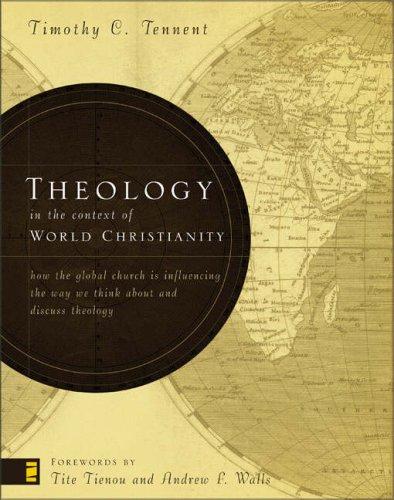 Timothy C. Tennent
THEOLOGY
in the context of
WORLD CHRISTIANITY
how the global church is influencing
the way we think about and
discuss theology
FOREWORDS BY
Tite Tienou and Andrew F. Walls